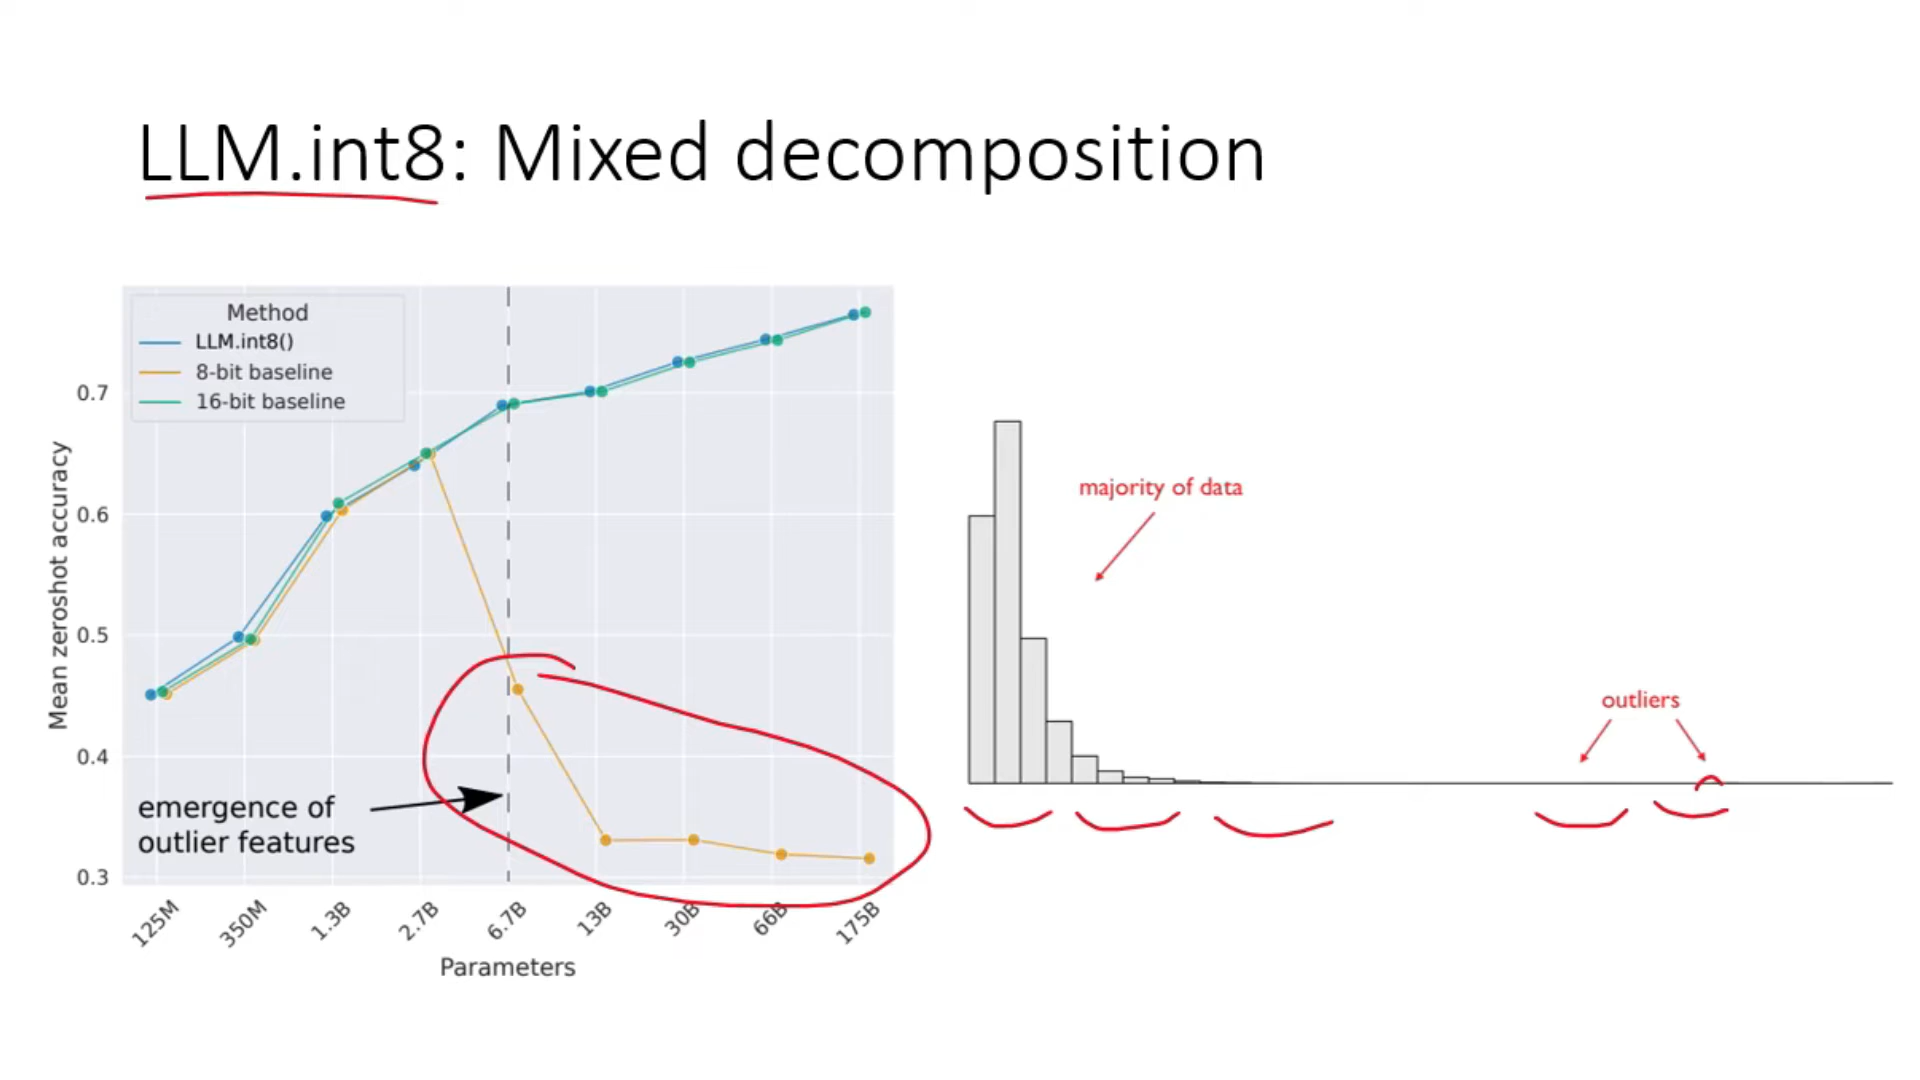 LLM.int8: Mixed decomposition
Method
LLM.int8()
8-bit baseline
16-bit baseline
Mean zeroshot accuracy
0.7
0.6
0.5
0.4
0.3
emergence of
outlier features
125M
350M
1.3B
2.7B
6.7B
13B
30B
66B
175B
Parameters
majority of data
outliers